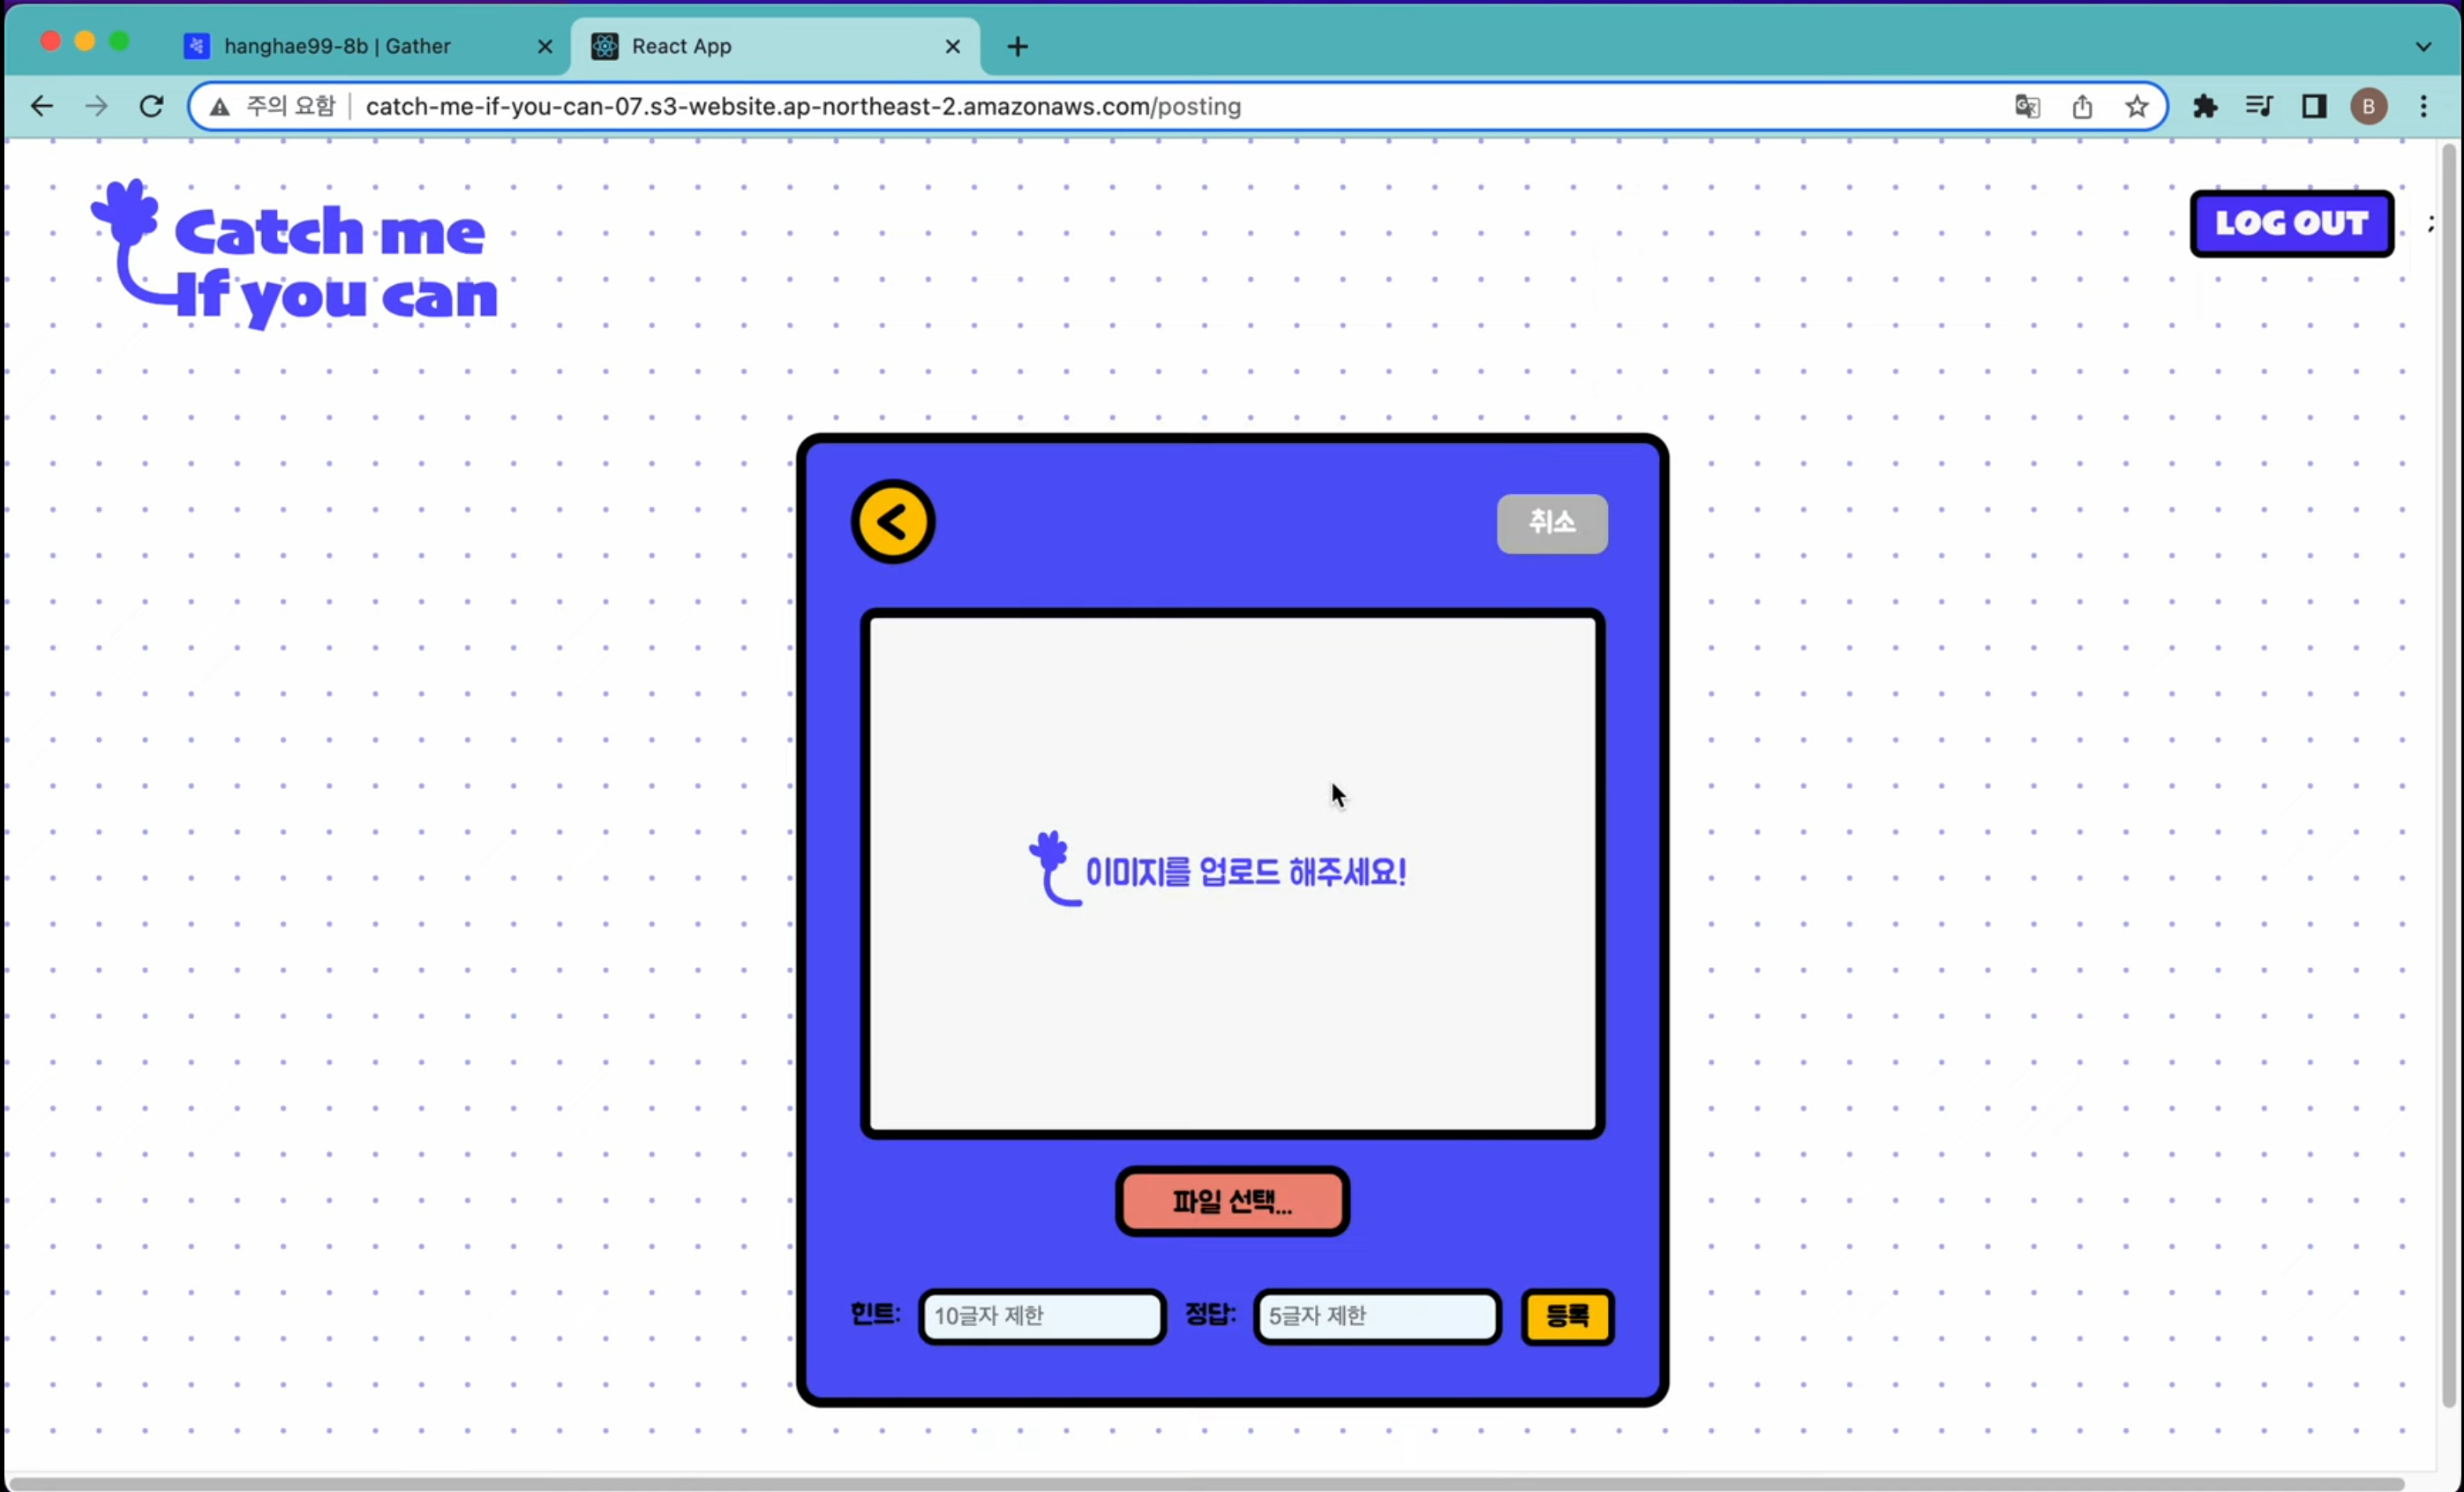 hanghae99-8b | Gather
React App
주의 요함
catch-me-if-you-can-07.s3-website.ap-northeast-2.amazonaws.com/posting
B
Catch me
If you can
LOG OUT
;
취소
이미지를 업로드 해주세요!
파일 선택...
힌트: 10글자 제한 정답: 5글자 제한 등록